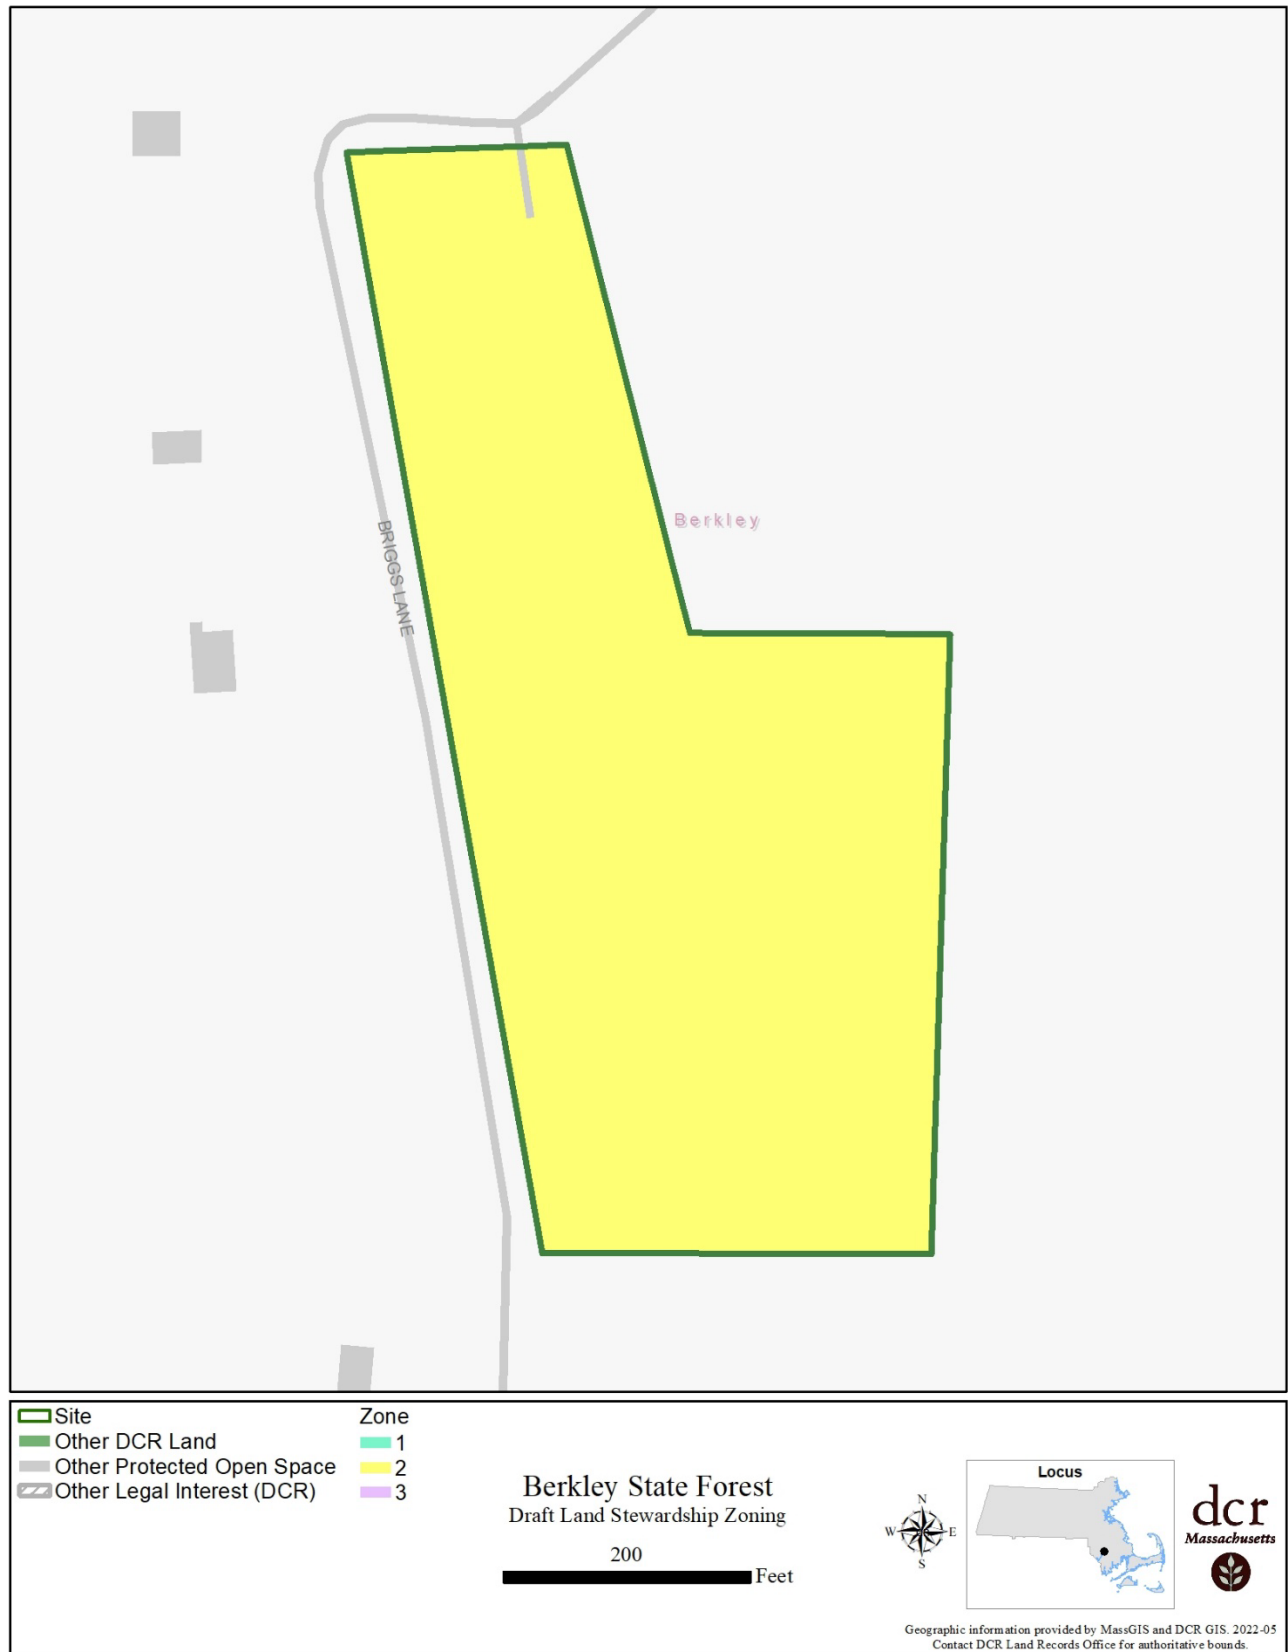 Berkley
BRIGGS LANE
Site
Other DCR Land
Other Protected Open Space
Other Legal Interest (DCR)
Zone
1
2
3
Berkley State Forest
Draft Land Stewardship Zoning
200
Feet
N
W
E
S
Locus
dcr
Massachusetts
Geographic information provided by MassGIS and DCR GIS. 2022-05
Contact DCR Land Records Office for authoritative bounds.